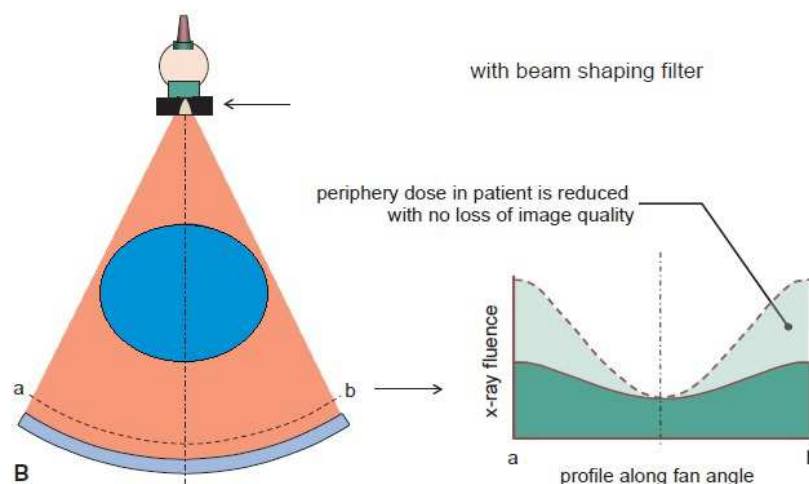 with beam shaping filter
periphery dose in patient is reduced
with no loss of image quality
a
b
B
x-ray fluence
a
profile along fan angle